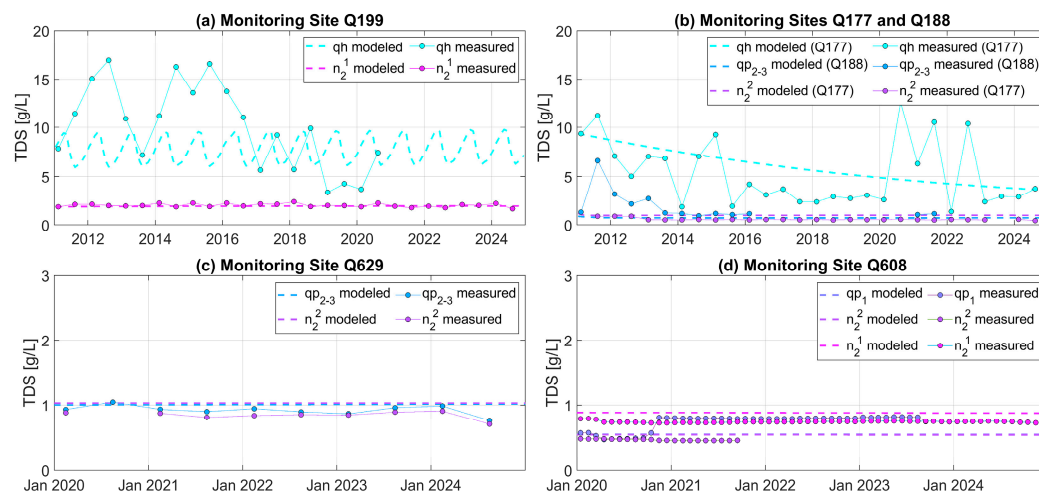 (a) Monitoring Site Q199
TDS [g/L]
20
15
10
5
0
qh modeled
qh measured
n₂¹ modeled
n₂¹ measured
2012 2014 2016 2018 2020 2022 2024
(b) Monitoring Sites Q177 and Q188
TDS [g/L]
20
15
10
5
0
qh modeled (Q177)
qh measured (Q177)
qp₂₋₃ modeled (Q188)
qp₂₋₃ measured (Q188)
n₂² modeled (Q177)
n₂² measured (Q177)
2012 2014 2016 2018 2020 2022 2024
(c) Monitoring Site Q629
TDS [g/L]
3
2
1
0
qp₂₋₃ modeled
qp₂₋₃ measured
n₂² modeled
n₂² measured
Jan 2020 Jan 2021 Jan 2022 Jan 2023 Jan 2024
(d) Monitoring Site Q608
TDS [g/L]
3
2
1
0
qp₁ modeled
qp₁ measured
n₂² modeled
n₂² measured
n₂¹ modeled
n₂¹ measured
Jan 2020 Jan 2021 Jan 2022 Jan 2023 Jan 2024